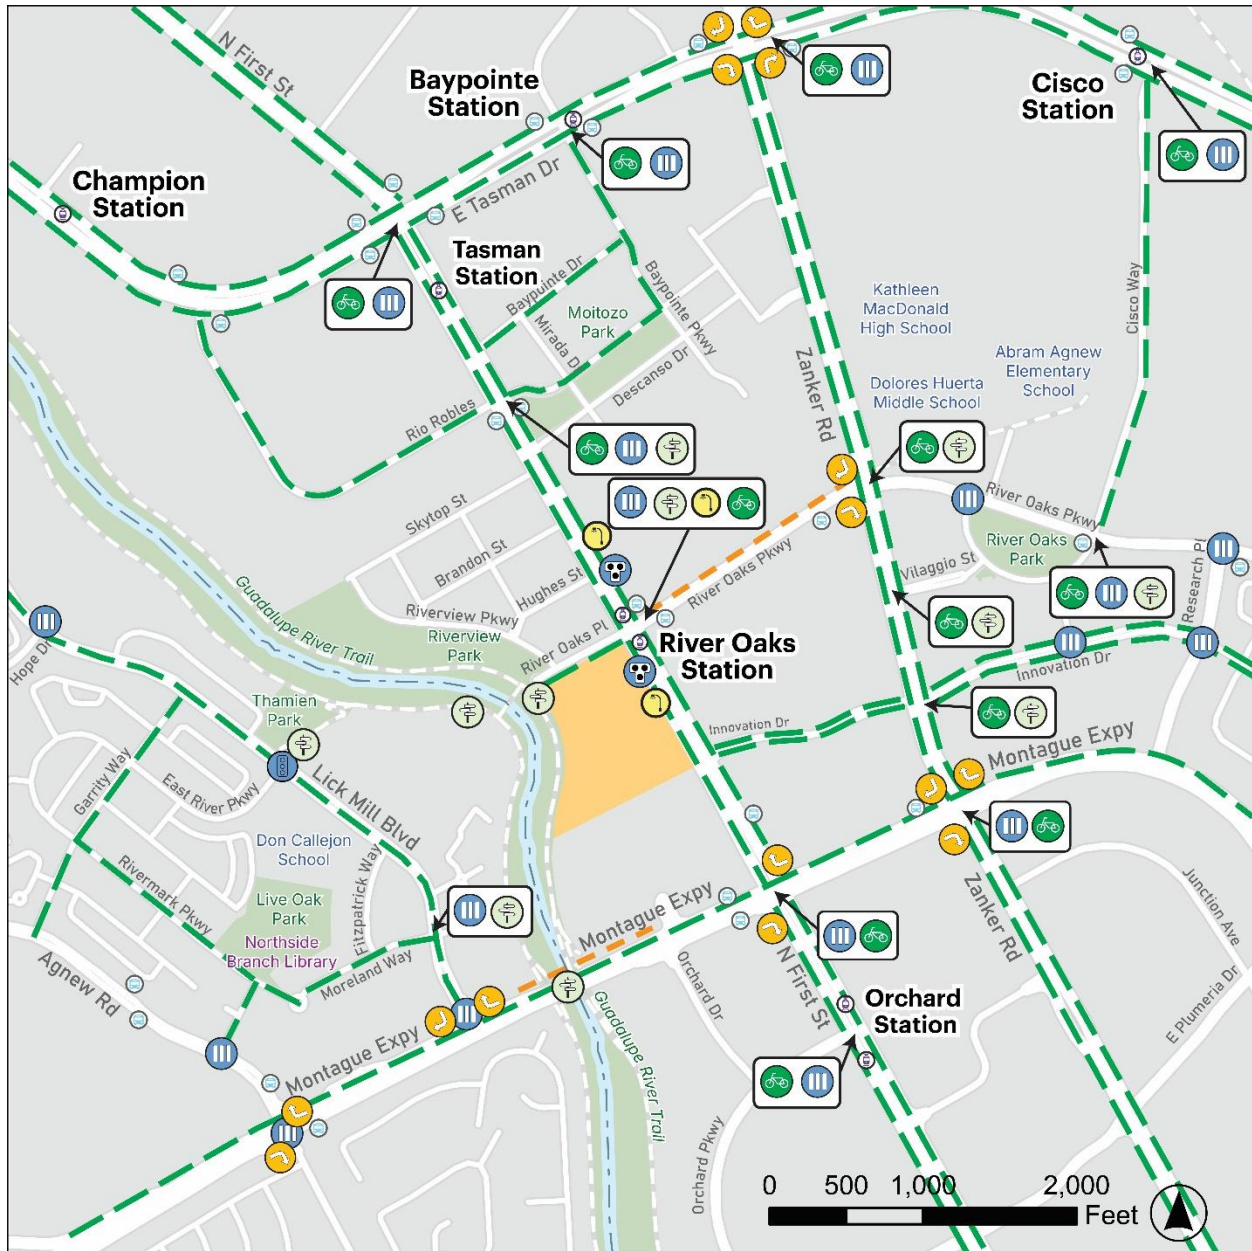 N First St
Baypointe
Station
Cisco
Station
Champion
Station
E Tasman Dr
Tasman
Station
Baypointe Dr
Baypointe Pkwy
Moitozo
Park
Mirada D
Descanso Dr
Kathleen
MacDonald
High School
Cisco Way
Abram Agnew
Elementary
School
Dolores Huerta
Middle School
Zanker Rd
Rio Robles
Skytop St
Brandon St
Hughes St
Riverview Pkwy
River Oaks Pkwy
River Oaks Pkwy
River Oaks
Park
Research Pl
Vilaggio St
Guadalupe River Trail
Riverview
Park
River Oaks Pl
River Oaks
Station
Innovation Dr
Innovation Dr
Hope Dr
Thamien
Park
Garrity Way
East River Pkwy
Lick Mill Blvd
Montague Expy
Don Callejon
School
Rivermark Pkwy
Fitzpatrick Way
Live Oak
Park
Northside
Branch Library
Moreland Way
Montague Expy
Junction Ave
Zanker Rd
Agnew Rd
Orchard Dr
N First St
Orchard
Station
E Plumeria Dr
Guadalupe River Trail
Montague Expy
Orchard Pkwy
0 500 1,000 2,000
Feet